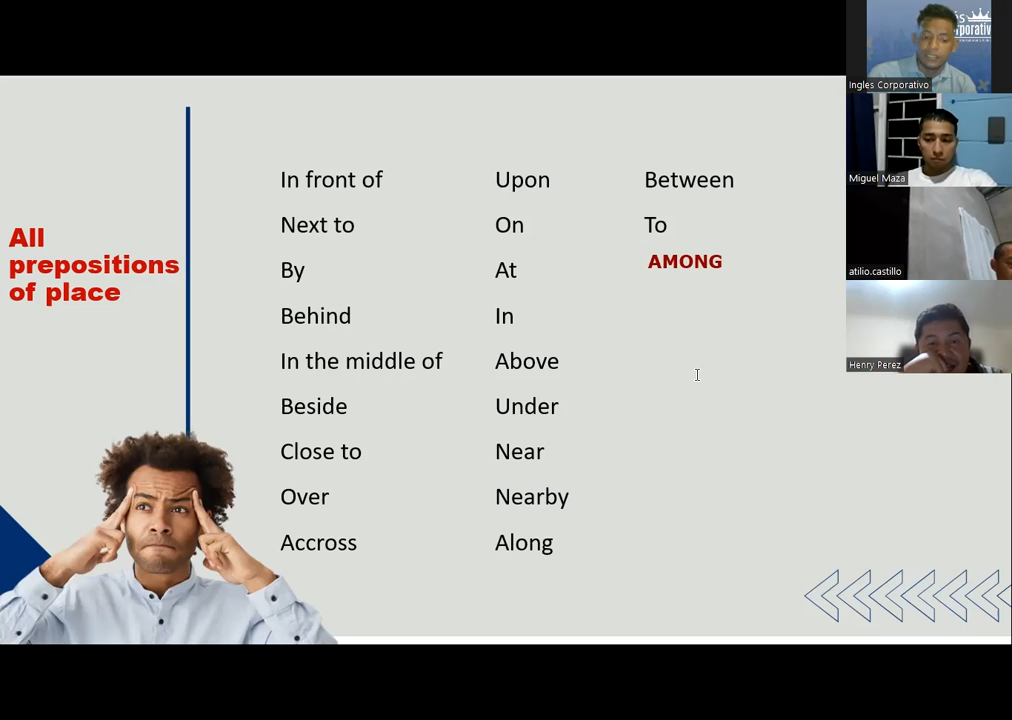 All
prepositions
of place
In front of
Next to
By
Behind
In the middle of
Beside
Close to
Over
Accross
Upon
On
At
In
Above
Under
Near
Nearby
Along
Between
To
AMONG
Ingles Corporativo
Miguel Maza
atilio.castillo
Henry Perez